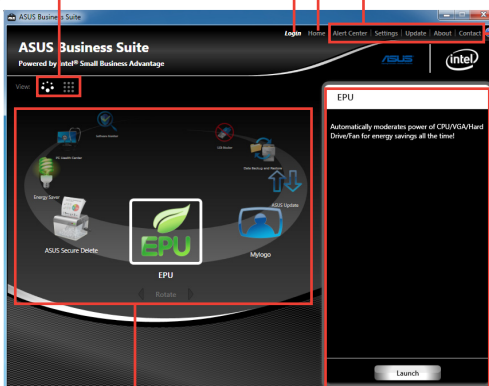 ASUS Business Suite
Login Home Alert Center | Settings | Update | About | Contact
ASUS Business Suite
Powered by Intel® Small Business Advantage
ASUS
intel
View:
EPU
Automatically moderates power of CPU/VGA/Hard
Drive/Fan for energy savings all the time!
Software Monitor
USB Blocker
PC Health Center
Data Backup and Restore
Energy Saver
ASUS Update
ASUS Secure Delete
EPU
Mylogo
EPU
Rotate
Launch